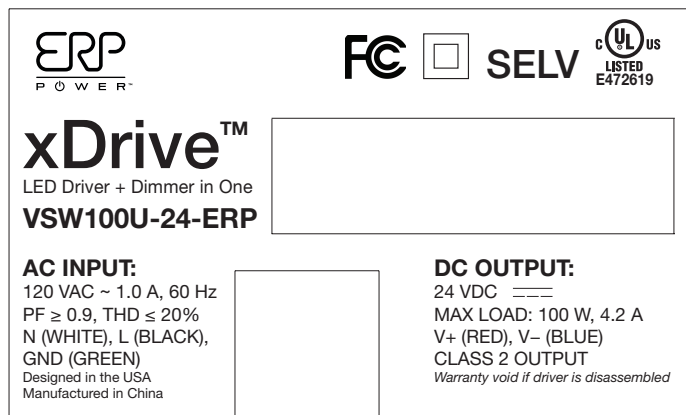 ERP
POWER™
FC
SELV
C UL US
LISTED
E472619
xDrive™
LED Driver + Dimmer in One
VSW100U-24-ERP
AC INPUT:
120 VAC ~ 1.0 A, 60 Hz
PF ≥ 0.9, THD ≤ 20%
N (WHITE), L (BLACK),
GND (GREEN)
Designed in the USA
Manufactured in China
DC OUTPUT:
24 VDC ⎓
MAX LOAD: 100 W, 4.2 A
V+ (RED), V− (BLUE)
CLASS 2 OUTPUT
Warranty void if driver is disassembled